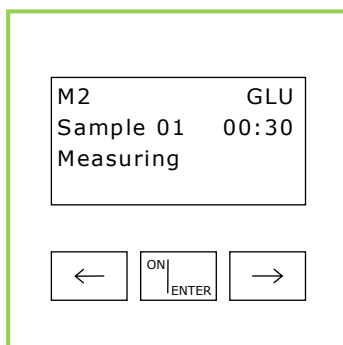 M2 GLU
Sample 01 00:30
Measuring
← ON ENTER →